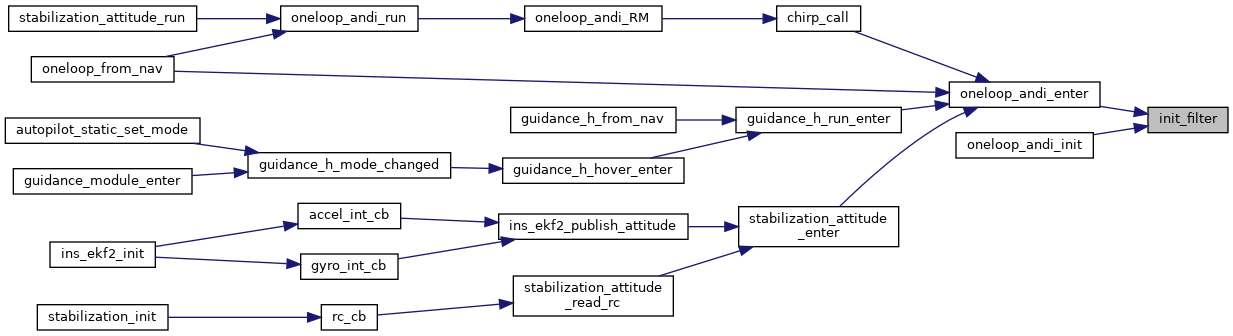 stabilization_attitude_run
oneloop_andi_run
oneloop_andi_RM
chirp_call
oneloop_from_nav
oneloop_andi_enter
init_filter
autopilot_static_set_mode
guidance_h_from_nav
guidance_h_run_enter
oneloop_andi_init
guidance_h_mode_changed
guidance_h_hover_enter
guidance_module_enter
accel_int_cb
ins_ekf2_publish_attitude
stabilization_attitude
_enter
ins_ekf2_init
gyro_int_cb
stabilization_attitude
_read_rc
stabilization_init
rc_cb